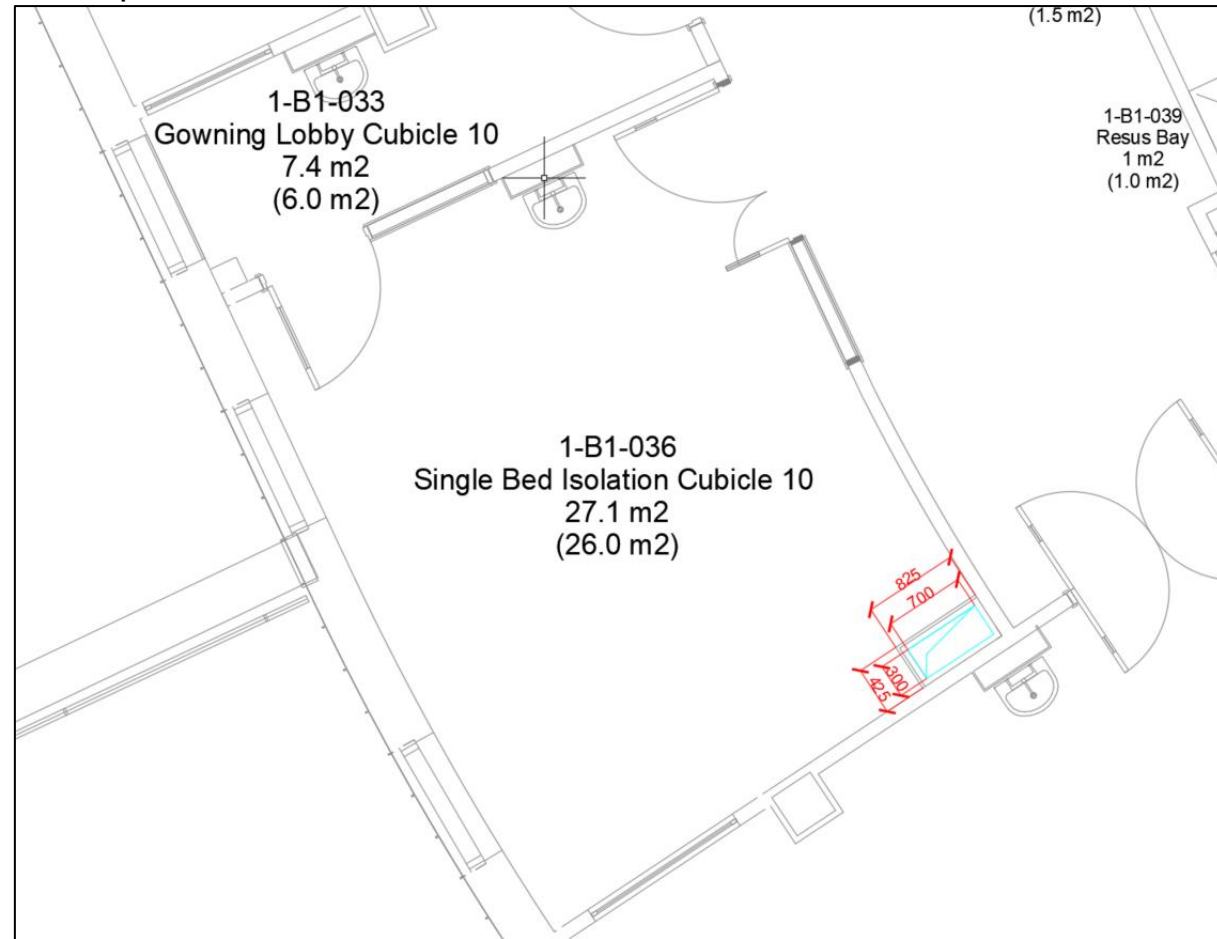 (1.5 m2)
1-B1-033
Gowning Lobby Cubicle 10
7.4 m2
(6.0 m2)
1-B1-039
Resus Bay
1 m2
(1.0 m2)
1-B1-036
Single Bed Isolation Cubicle 10
27.1 m2
(26.0 m2)
825
700
300
425